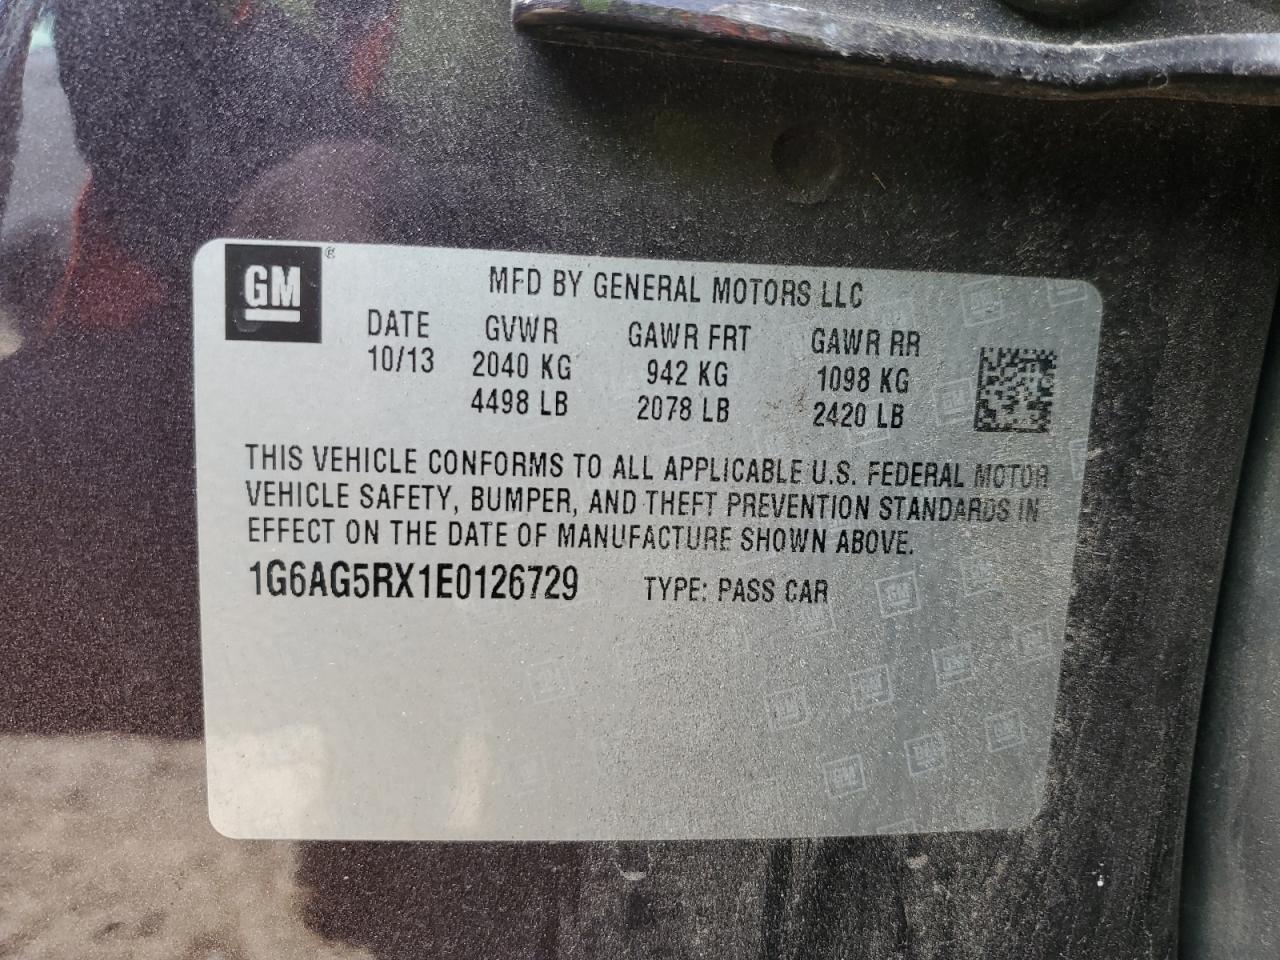 GM®
MFD BY GENERAL MOTORS LLC
DATE GVWR GAWR FRT GAWR RR
10/13 2040 KG 942 KG 1098 KG
4498 LB 2078 LB 2420 LB
THIS VEHICLE CONFORMS TO ALL APPLICABLE U.S. FEDERAL MOTOR
VEHICLE SAFETY, BUMPER, AND THEFT PREVENTION STANDARDS IN
EFFECT ON THE DATE OF MANUFACTURE SHOWN ABOVE.
1G6AG5RX1E0126729 TYPE: PASS CAR